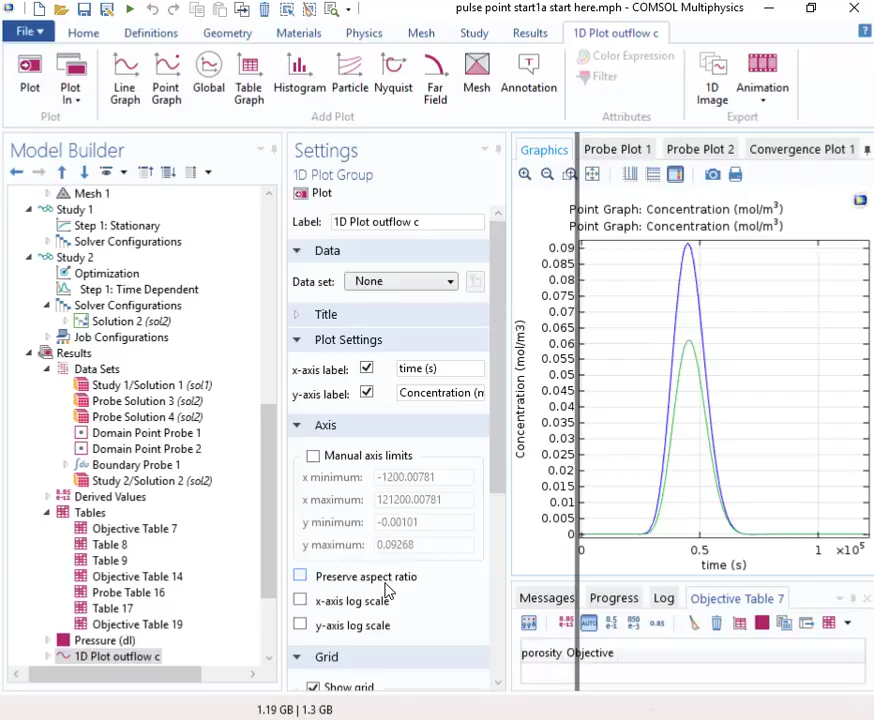 pulse point start1a start here.mph - COMSOL Multiphysics
File
Home
Definitions
Geometry
Materials
Physics
Mesh
Study
Results
1D Plot outflow c
Plot
Plot In
Line Graph
Point Graph
Global
Table Graph
Histogram
Particle
Nyquist
Far Field
Mesh
Annotation
Color Expression
Filter
1D Image
Animation
Plot
Add Plot
Attributes
Export
Model Builder
Mesh 1
Study 1
Step 1: Stationary
Solver Configurations
Study 2
Optimization
Step 1: Time Dependent
Solver Configurations
Solution 2 (sol2)
Job Configurations
Results
Data Sets
Study 1/Solution 1 (sol1)
Probe Solution 3 (sol2)
Probe Solution 4 (sol2)
Domain Point Probe 1
Domain Point Probe 2
Boundary Probe 1
Study 2/Solution 2 (sol2)
Derived Values
Tables
Objective Table 7
Table 8
Table 9
Objective Table 14
Probe Table 16
Table 17
Objective Table 19
Pressure (dl)
1D Plot outflow c
Settings
1D Plot Group
Plot
Label: 1D Plot outflow c
Data
Data set: None
Title
Plot Settings
x-axis label: time (s)
y-axis label: Concentration (m
Axis
Manual axis limits
x minimum: -1200.00781
x maximum: 121200.00781
y minimum: -0.00101
y maximum: 0.09268
Preserve aspect ratio
x-axis log scale
y-axis log scale
Grid
Show grid
Graphics
Probe Plot 1
Probe Plot 2
Convergence Plot 1
Point Graph: Concentration (mol/m³)
Point Graph: Concentration (mol/m³)
0.09
0.085
0.08
0.075
0.07
0.065
0.06
0.055
0.05
0.045
0.04
0.035
0.03
0.025
0.02
0.015
0.01
0.005
0
Concentration (mol/m3)
0 0.5 1 ×10⁵
time (s)
Messages
Progress
Log
Objective Table 7
8.85
e-12
AUTO
8.5
e-1
850
e-3
0.85
porosity Objective
1.19 GB | 1.3 GB